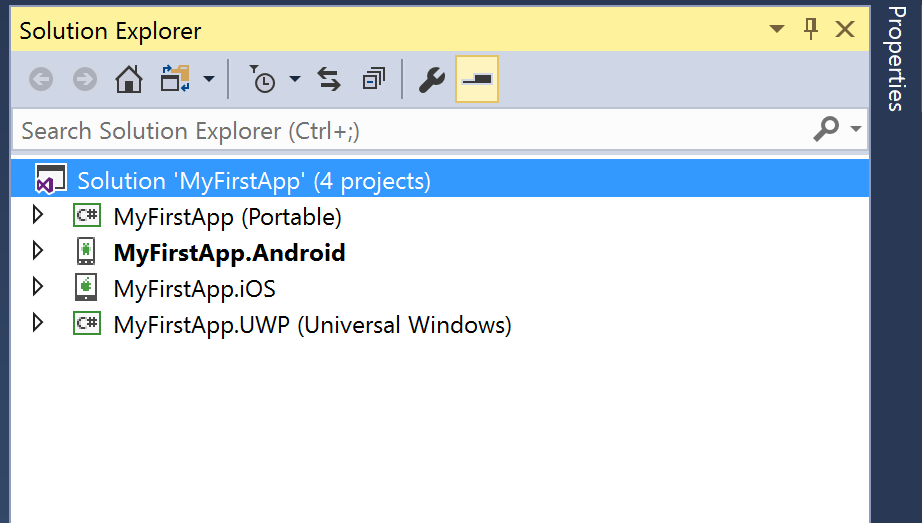 Solution Explorer
Search Solution Explorer (Ctrl+;)
Solution 'MyFirstApp' (4 projects)
C# MyFirstApp (Portable)
MyFirstApp.Android
MyFirstApp.iOS
C# MyFirstApp.UWP (Universal Windows)
Properties